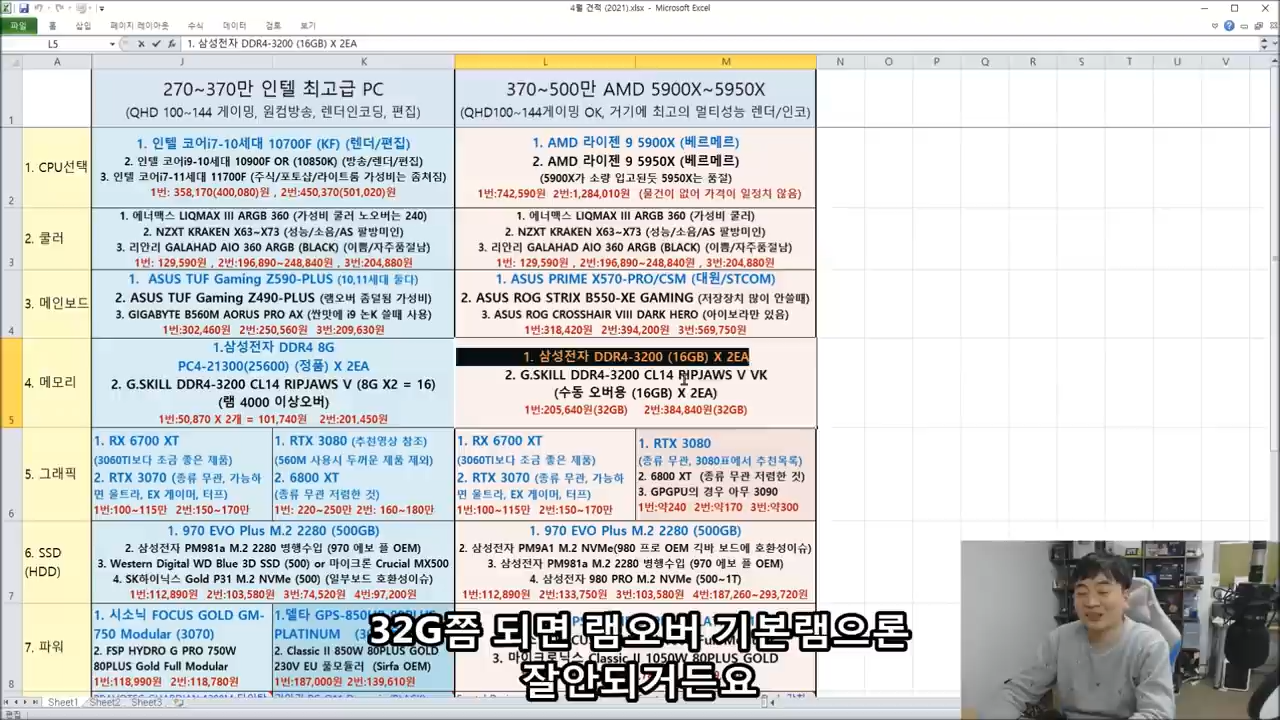 4월 견적 (2021).xlsx - Microsoft Excel
파일 홈 삽입 페이지 레이아웃 수식 데이터 검토 보기
L5 1. 삼성전자 DDR4-3200 (16GB) X 2EA
A J K L M N O P Q R S T U V
1
270~370만 인텔 최고급 PC
(QHD 100~144 게이밍, 원컴방송, 렌더인코딩, 편집)
370~500만 AMD 5900X~5950X
(QHD100~144게이밍 OK, 거기에 최고의 멀티성능 렌더/인코)
2
1. CPU선택
1. 인텔 코어i7-10세대 10700F (KF) (렌더/편집)
2. 인텔 코어i9-10세대 10900F OR (10850K) (방송/렌더/편집)
3. 인텔 코어i7-11세대 11700F (주식/포토샵/라이트룸 가성비는 좀쳐짐)
1번: 358,170(400,080)원 , 2번:450,370(501,020)원
1. AMD 라이젠 9 5900X (베르메르)
2. AMD 라이젠 9 5950X (베르메르)
(5900X가 소량 입고된듯 5950X는 품절)
1번:742,590원 2번:1,284,010원 (물건이 없어 가격이 일정치 않음)
3
2. 쿨러
1. 에너맥스 LIQMAX III ARGB 360 (가성비 쿨러 노오버는 240)
2. NZXT KRAKEN X63~X73 (성능/소음/AS 팔방미인)
3. 리안리 GALAHAD AIO 360 ARGB (BLACK) (이쁨/자주품절남)
1번: 129,590원 , 2번:196,890~248,840원 , 3번:204,880원
1. 에너맥스 LIQMAX III ARGB 360 (가성비 쿨러)
2. NZXT KRAKEN X63~X73 (성능/소음/AS 팔방미인)
3. 리안리 GALAHAD AIO 360 ARGB (BLACK) (이쁨/자주품절남)
1번: 129,590원 , 2번:196,890~248,840원 , 3번:204,880원
4
3. 메인보드
1. ASUS TUF Gaming Z590-PLUS (10,11세대 둘다)
2. ASUS TUF Gaming Z490-PLUS (램오버 좀덜됨 가성비)
3. GIGABYTE B560M AORUS PRO AX (싼맛에 i9 논K 쓸때 사용)
1번:302,460원 2번:250,560원 3번:209,630원
1. ASUS PRIME X570-PRO/CSM (대원/STCOM)
2. ASUS ROG STRIX B550-XE GAMING (저장장치 많이 안쓸때)
3. ASUS ROG CROSSHAIR VIII DARK HERO (아이보라만 있음)
1번:318,420원 2번:394,200원 3번:569,750원
5
4. 메모리
1.삼성전자 DDR4 8G
PC4-21300(25600) (정품) X 2EA
2. G.SKILL DDR4-3200 CL14 RIPJAWS V (8G X2 = 16)
(램 4000 이상오버)
1번:50,870 X 2개 = 101,740원 2번:201,450원
1. 삼성전자 DDR4-3200 (16GB) X 2EA
2. G.SKILL DDR4-3200 CL14 RIPJAWS V VK
(수동 오버용 (16GB) X 2EA)
1번:205,640원(32GB) 2번:384,840원(32GB)
6
5. 그래픽
1. RX 6700 XT
(3060TI보다 조금 좋은 제품)
2. RTX 3070 (종류 무관, 가능하
면 울트라, EX 게이머, 터프)
1번:100~115만 2번:150~170만
1. RTX 3080 (추천영상 참조)
(560M 사용시 두꺼운 제품 제외)
2. 6800 XT
(종류 무관 저렴한 것)
1번: 220~250만 2번: 160~180만
1. RX 6700 XT
(3060TI보다 조금 좋은 제품)
2. RTX 3070 (종류 무관, 가능하
면 울트라, EX 게이머, 터프)
1번:100~115만 2번:150~170만
1. RTX 3080
(종류 무관, 3080표에서 추천목록)
2. 6800 XT (종류 무관 저렴한 것)
3. GPGPU의 경우 아무 3090
1번:약240 2번:약170 3번:약300
7
6. SSD
(HDD)
1. 970 EVO Plus M.2 2280 (500GB)
2. 삼성전자 PM981a M.2 2280 병행수입 (970 에보 플 OEM)
3. Western Digital WD Blue 3D SSD (500) or 마이크론 Crucial MX500
4. SK하이닉스 Gold P31 M.2 NVMe (500) (일부보드 호환성이슈)
1번:112,890원 2번:103,580원 3번:74,520원 4번:97,200원
1. 970 EVO Plus M.2 2280 (500GB)
2. 삼성전자 PM9A1 M.2 NVMe(980 프로 OEM 긱바 보드에 호환성이슈)
3. 삼성전자 PM981a M.2 2280 병행수입 (970 에보 플 OEM)
4. 삼성전자 980 PRO M.2 NVMe (500~1T)
1번:112,890원 2번:133,750원 3번:103,580원 4번:187,260~293,720원
8
7. 파워
1. 시소닉 FOCUS GOLD GM-
750 Modular (3070)
2. FSP HYDRO G PRO 750W
80PLUS Gold Full Modular
1번:118,990원 2번:118,780원
1.델타 GPS-850
PLATINUM
2. Classic II 850W 80PLUS GOLD
230V EU 풀모듈러 (Sirfa OEM)
1번:187,000원 2번:139,610원
3. 마이크로닉스 Classic II 1050W 80PLUS GOLD
32G쯤 되면 램오버 기본램으론
잘안되거든요
Sheet1 Sheet2 Sheet3
편집